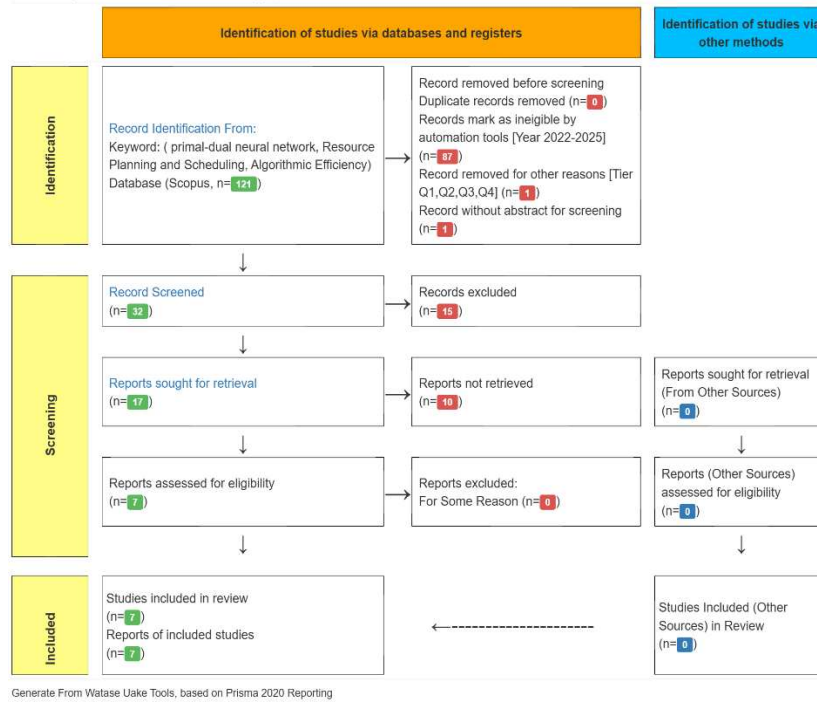 Identification of studies via databases and registers
Identification of studies via
other methods
Identification
Record Identification From:
Keyword: ( primal-dual neural network, Resource
Planning and Scheduling, Algorithmic Efficiency)
Database (Scopus, n=121)
Record removed before screening
Duplicate records removed (n=0)
Records mark as ineigible by
automation tools [Year 2022-2025]
(n=87)
Record removed for other reasons [Tier
Q1,Q2,Q3,Q4] (n=1)
Record without abstract for screening
(n=1)
Screening
Record Screened
(n=32)
Records excluded
(n=15)
Reports sought for retrieval
(n=17)
Reports not retrieved
(n=10)
Reports sought for retrieval
(From Other Sources)
(n=0)
Reports assessed for eligibility
(n=7)
Reports excluded:
For Some Reason (n=0)
Reports (Other Sources)
assessed for eligibility
(n=0)
Included
Studies included in review
(n=7)
Reports of included studies
(n=7)
Studies Included (Other
Sources) in Review
(n=0)
Generate From Watase Uake Tools, based on Prisma 2020 Reporting